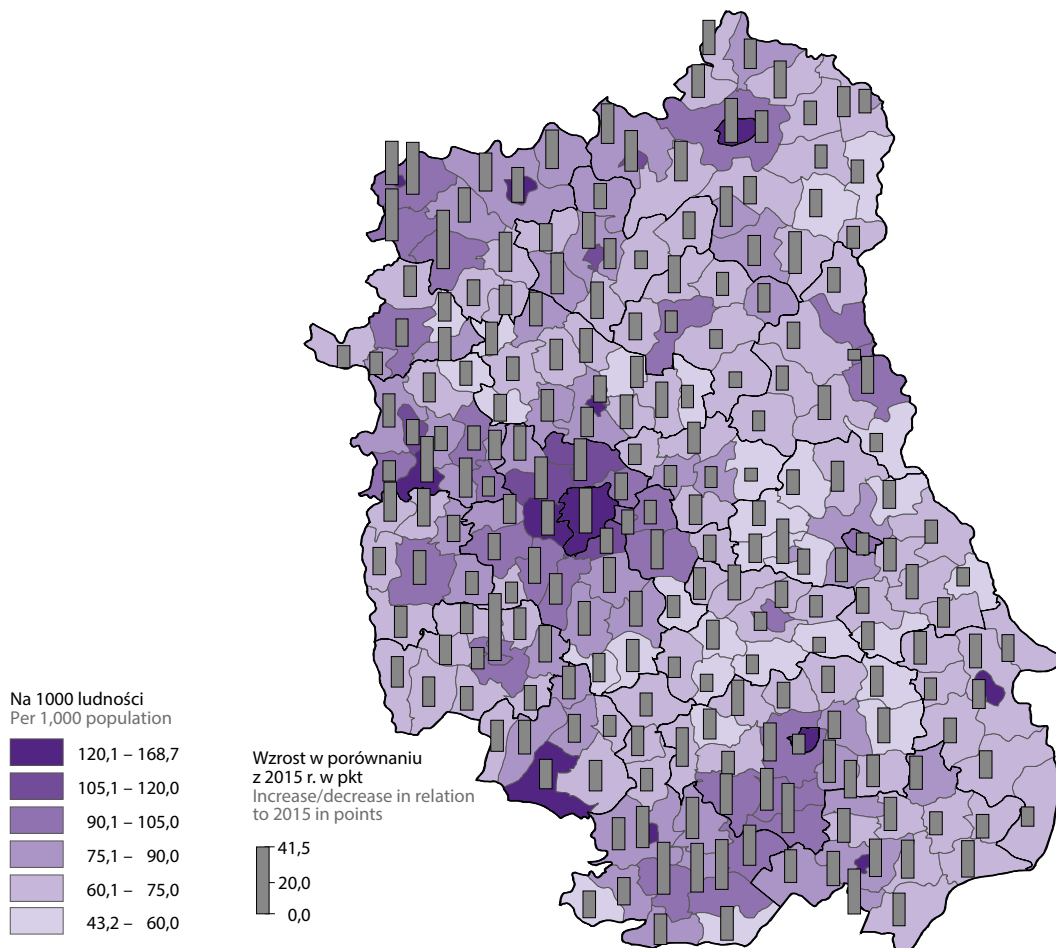 Na 1000 ludności
Per 1,000 population
120,1 – 168,7
105,1 – 120,0
90,1 – 105,0
75,1 – 90,0
60,1 – 75,0
43,2 – 60,0
Wzrost w porównaniu
z 2015 r. w pkt
Increase/decrease in relation
to 2015 in points
41,5
20,0
0,0